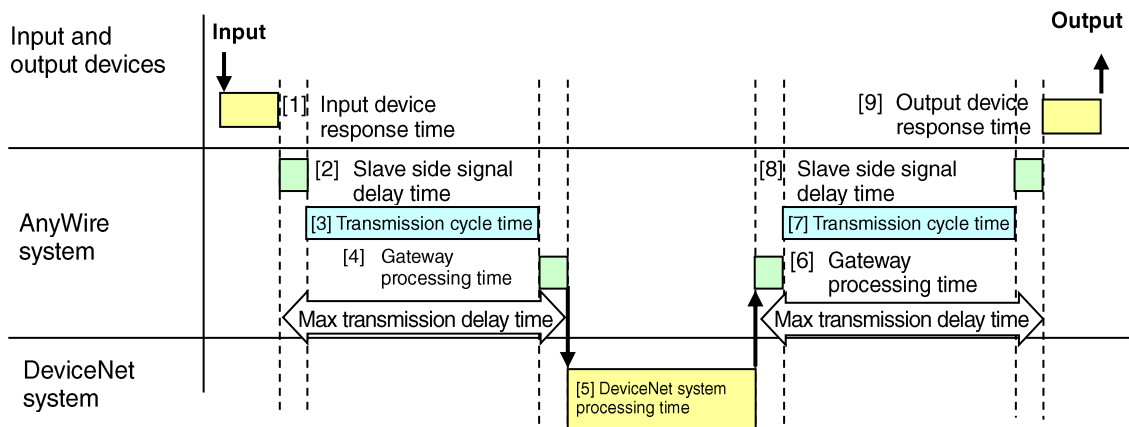 Input and
output devices
Input
Output
[1] Input device
response time
[9] Output device
response time
AnyWire
system
[2] Slave side signal
delay time
[8] Slave side signal
delay time
[3] Transmission cycle time
[7] Transmission cycle time
[4] Gateway
processing time
[6] Gateway
processing time
Max transmission delay time
Max transmission delay time
DeviceNet
system
[5] DeviceNet system
processing time